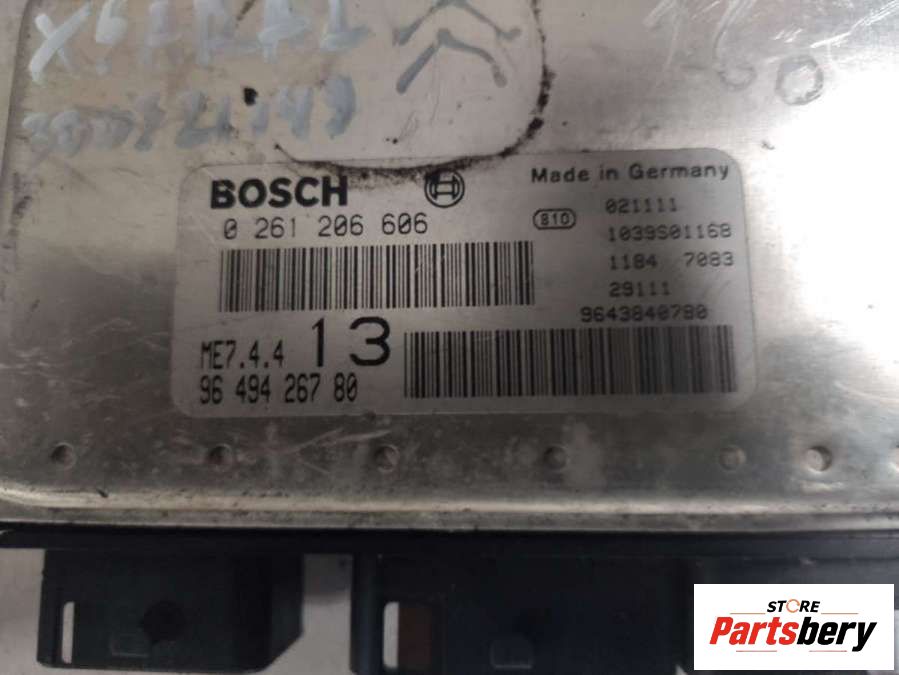 BOSCH
Made in Germany
0 261 206 606
810
021111
1039S01168
1184 7083
29111
9643840780
ME7.4.4 13
96 494 267 80
STORE
Partsbery